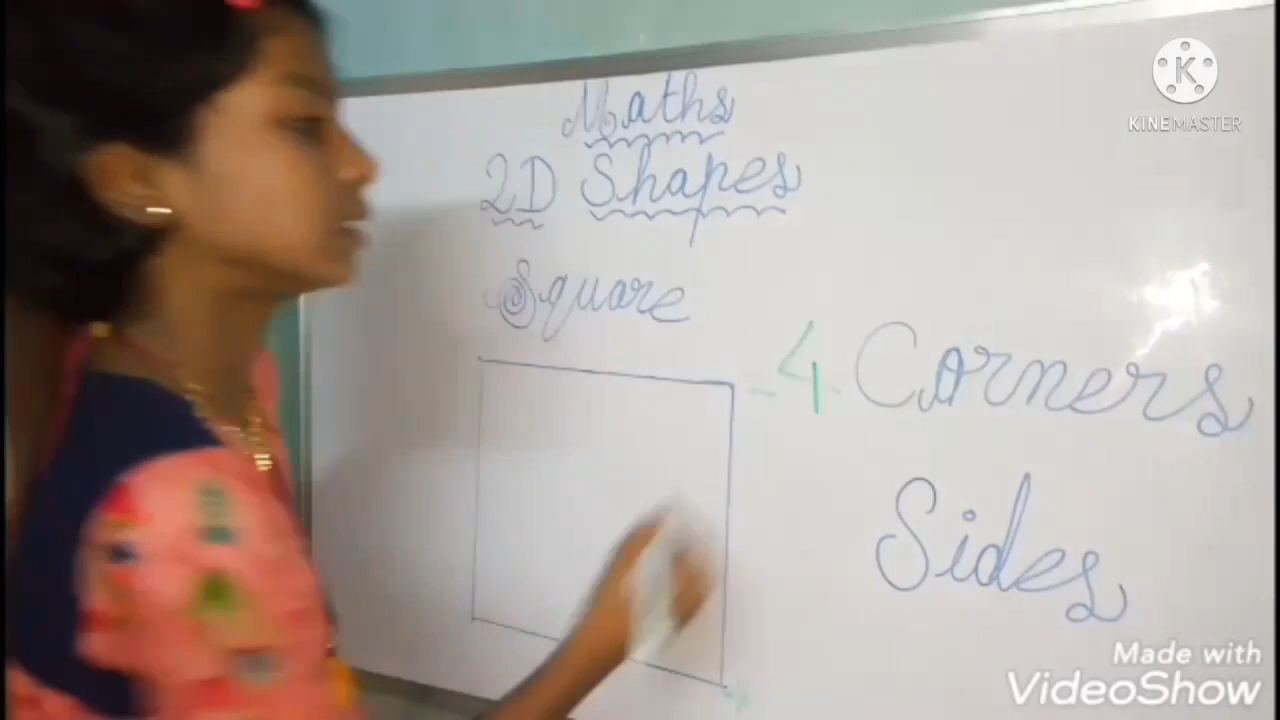 Maths
2D Shapes
Square
4 Corners
Sides
KINEMASTER
Made with
VideoShow